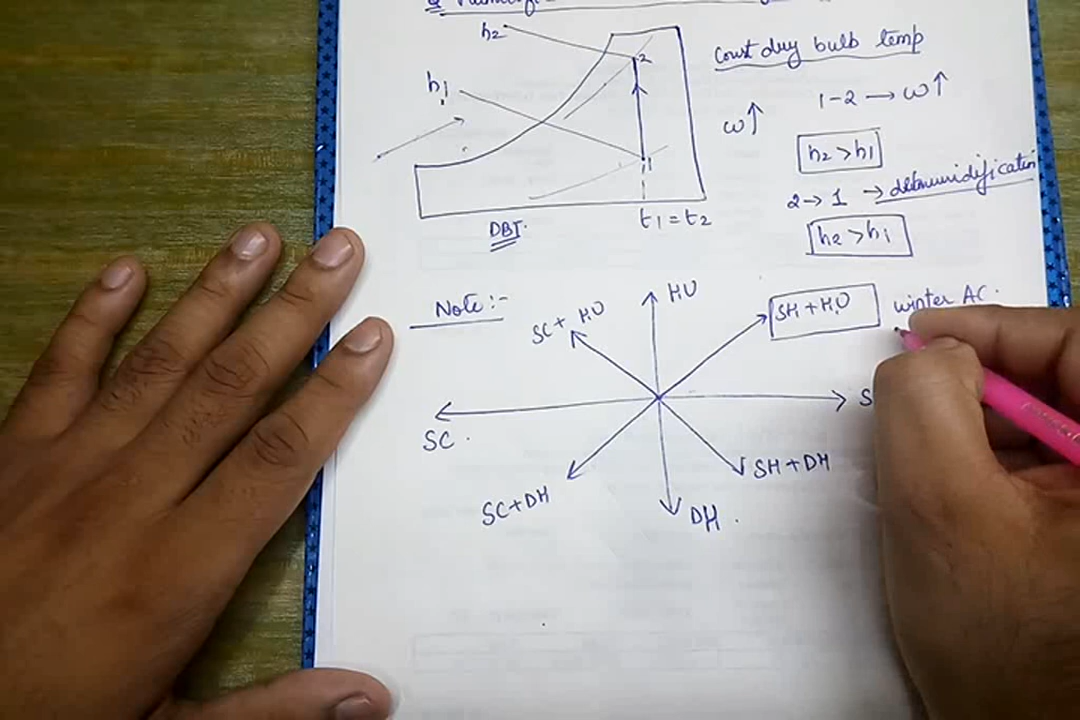 h₂
2
h₁
1
DBT.
t₁ = t₂
Const dry bulb temp
1-2 → ω↑
ω↑
h₂ > h₁
2 → 1 → dehumidification
h₂ > h₁
Note:-
SC + HU
HU
SH + HU
winter AC.
SC.
S
SC+DH
DH.
SH + DH